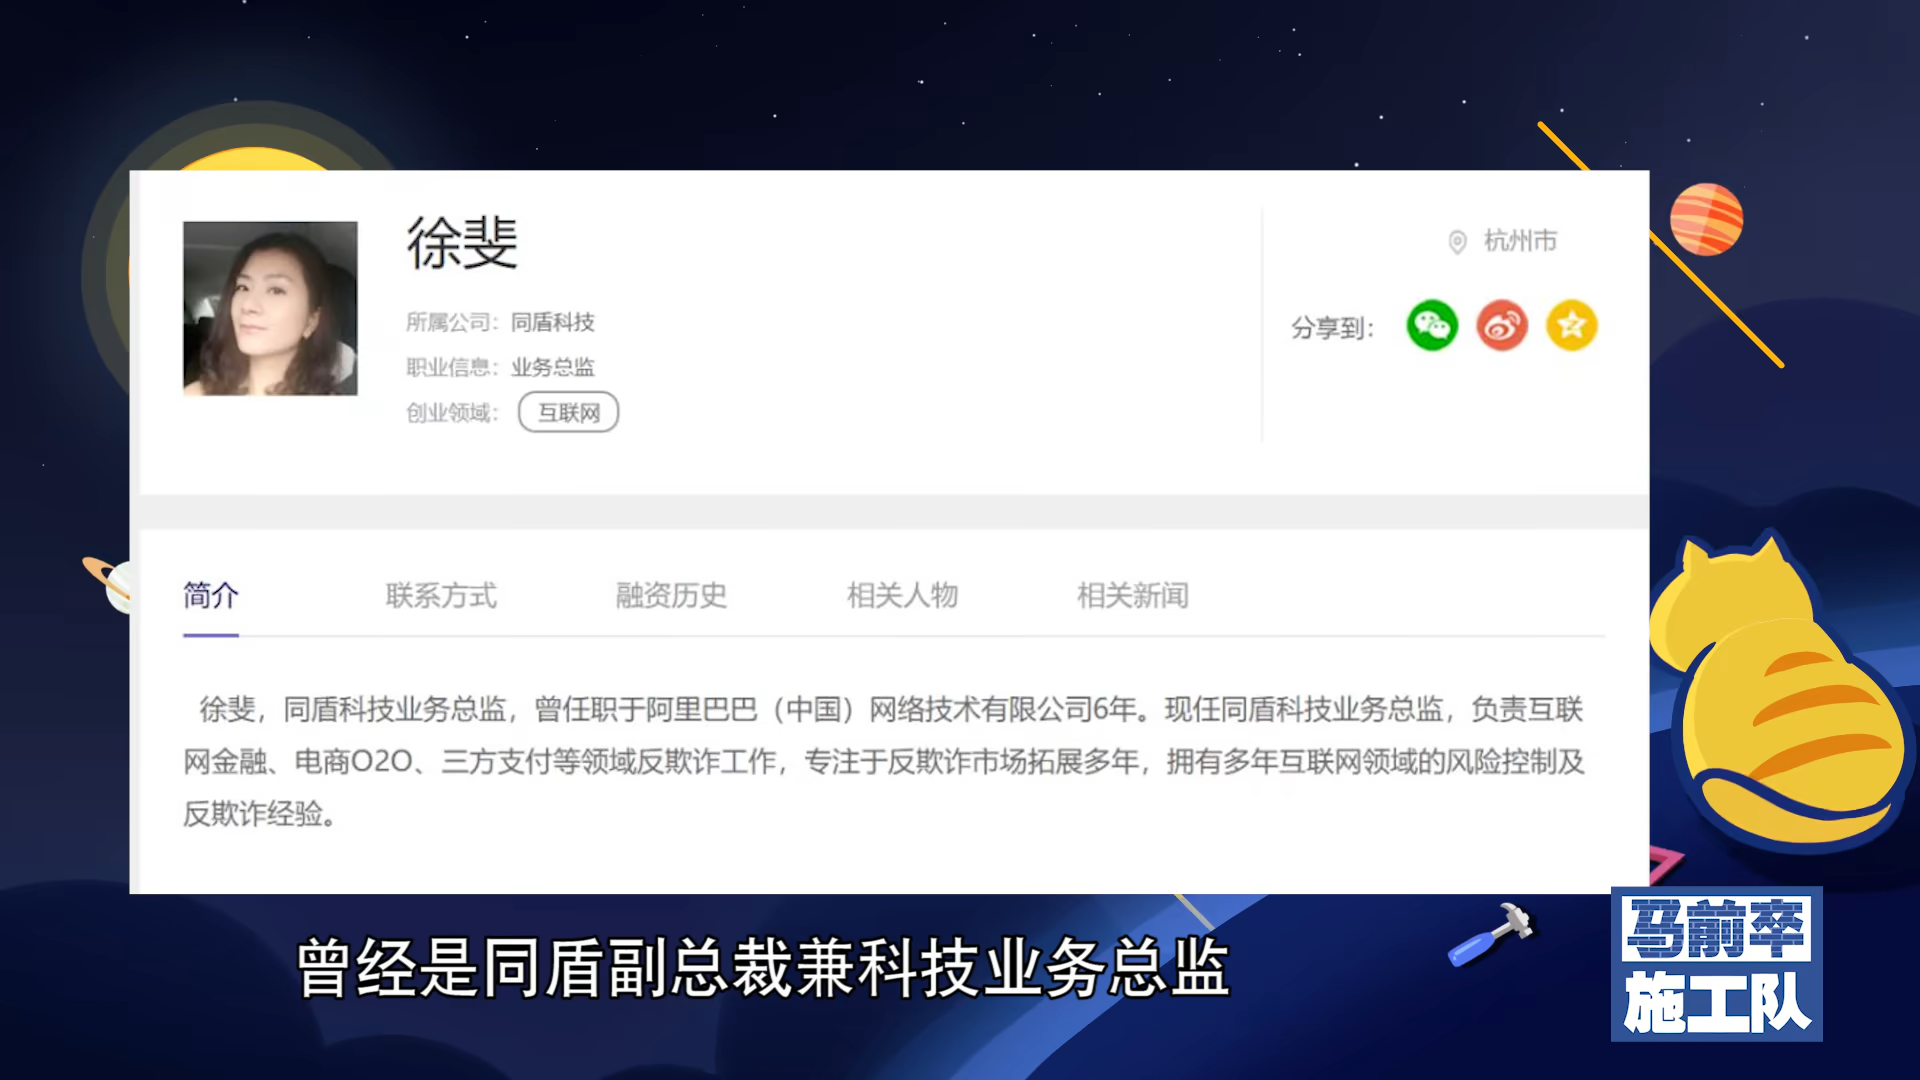 徐斐
所属公司：同盾科技
职业信息：业务总监
创业领域：互联网
杭州市
分享到：
简介 联系方式 融资历史 相关人物 相关新闻
徐斐，同盾科技业务总监，曾任职于阿里巴巴（中国）网络技术有限公司6年。现任同盾科技业务总监，负责互联
网金融、电商O2O、三方支付等领域反欺诈工作，专注于反欺诈市场拓展多年，拥有多年互联网领域的风险控制及
反欺诈经验。
曾经是同盾副总裁兼科技业务总监
马前卒
施工队